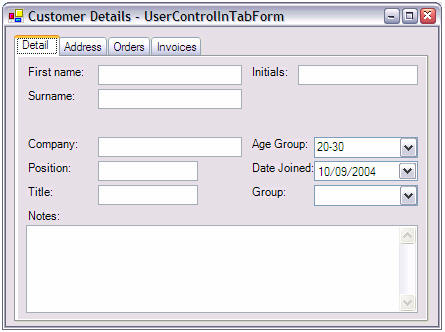 Customer Details - UserControlInTabForm
Detail Address Orders Invoices
First name: Initials:
Surname:
Company: Age Group: 20-30
Position: Date Joined: 10/09/2004
Title: Group:
Notes: